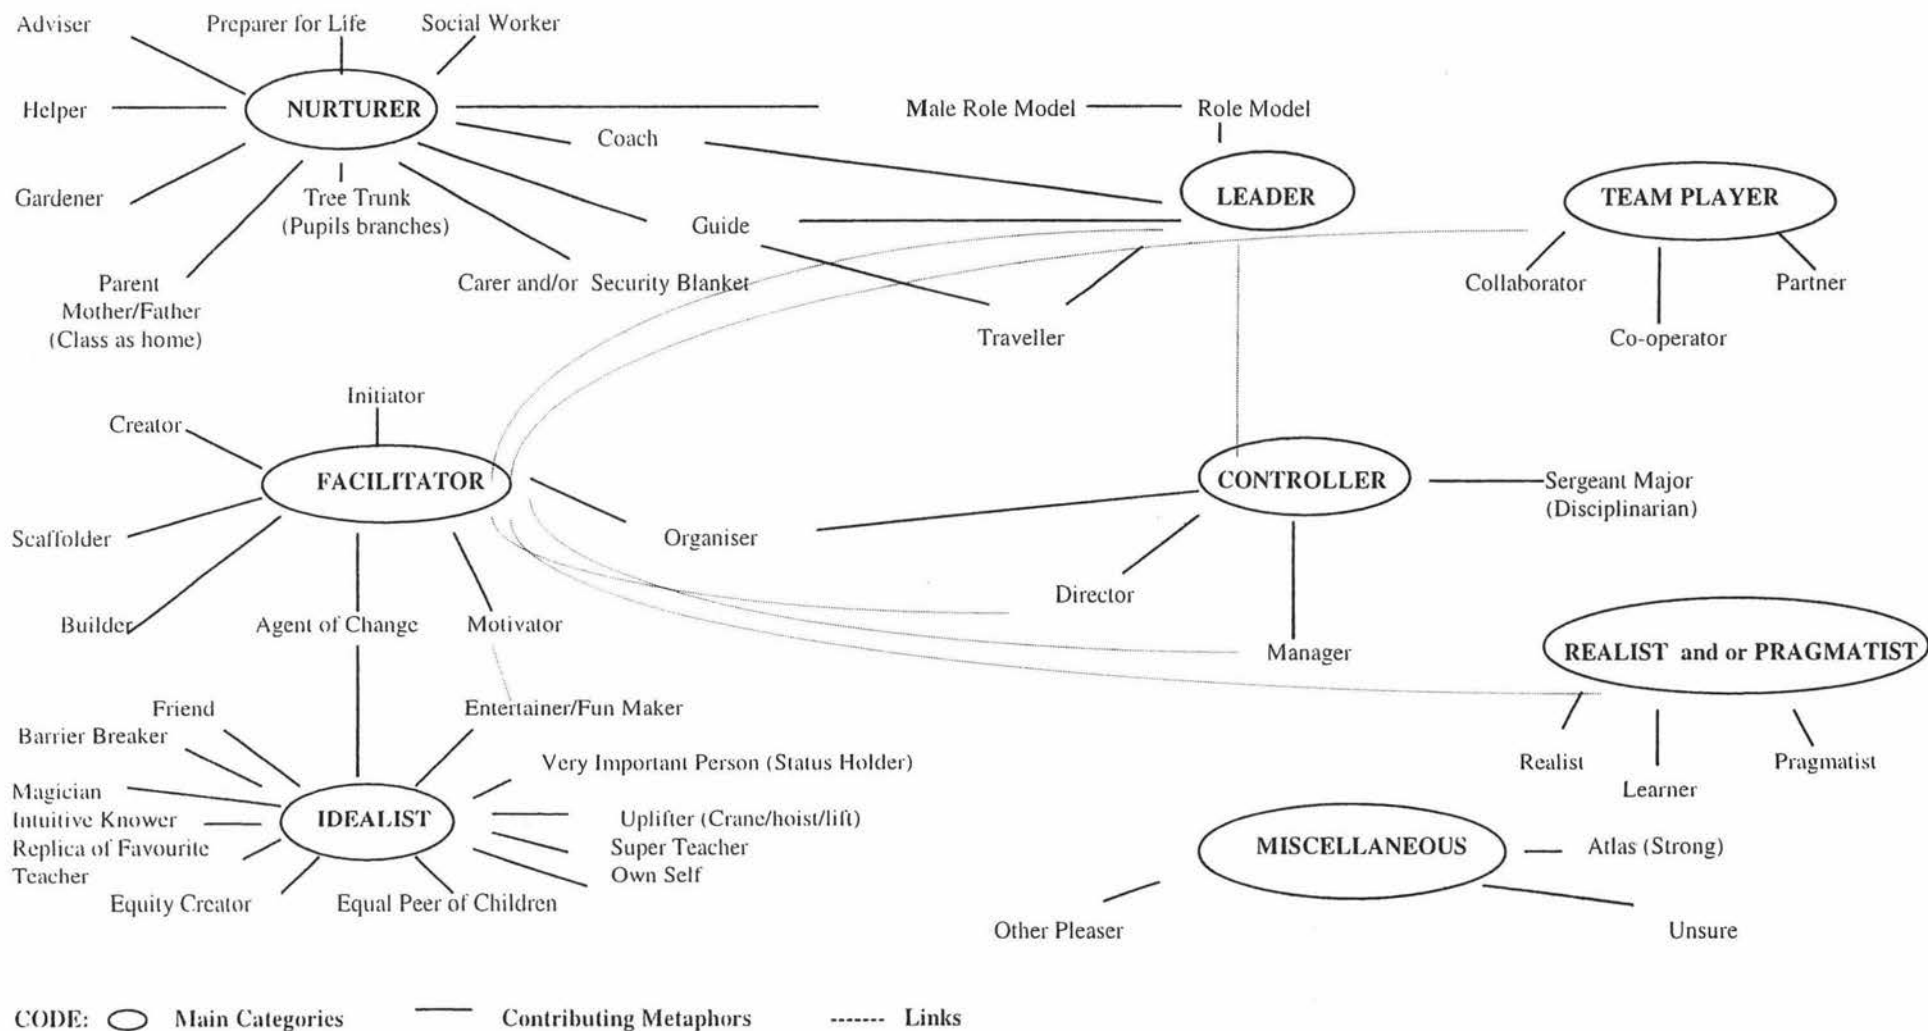 Adviser
Preparer for Life
Social Worker
Helper
NURTURER
Male Role Model
Role Model
Coach
Gardener
Tree Trunk
(Pupils branches)
LEADER
TEAM PLAYER
Guide
Parent
Mother/Father
(Class as home)
Carer and/or Security Blanket
Collaborator
Partner
Traveller
Co-operator
Initiator
Creator
FACILITATOR
CONTROLLER
Sergeant Major
(Disciplinarian)
Scaffolder
Organiser
Director
Builder
Agent of Change
Motivator
Manager
REALIST and or PRAGMATIST
Friend
Entertainer/Fun Maker
Barrier Breaker
Very Important Person (Status Holder)
Realist
Pragmatist
Learner
Magician
Intuitive Knower
IDEALIST
Uplifter (Crane/hoist/lift)
Replica of Favourite
Teacher
Super Teacher
Own Self
MISCELLANEOUS
Atlas (Strong)
Equity Creator
Equal Peer of Children
Other Pleaser
Unsure
CODE: Main Categories Contributing Metaphors Links